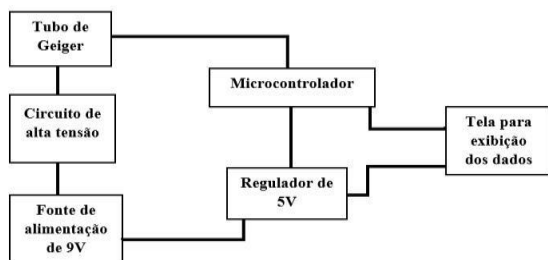 Tubo de
Geiger
Microcontrolador
Circuito de
alta tensão
Tela para
exibição
dos dados
Regulador de
5V
Fonte de
alimentação
de 9V